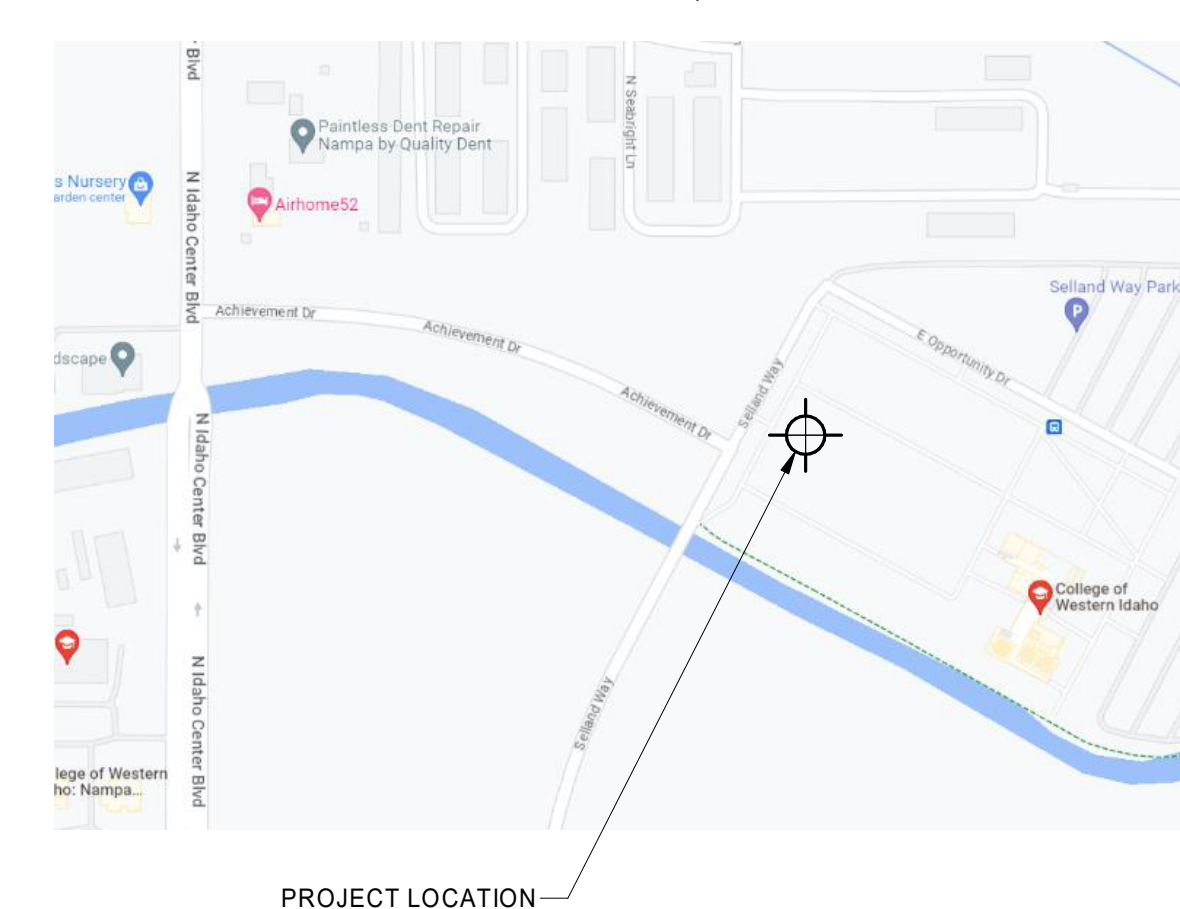 Blvd
N Seabright Ln
Paintless Dent Repair
Nampa by Quality Dent
s Nursery
arden center
N Idaho Center Blvd
Airhome52
Selland Way Park
P
Achievement Dr
Achievement Dr
E Opportunity Dr
dscape
Selland Way
Achievement Dr
N Idaho Center Blvd
College of
Western Idaho
N Idaho Center Blvd
Selland Way
lege of Western
ho: Nampa...
PROJECT LOCATION